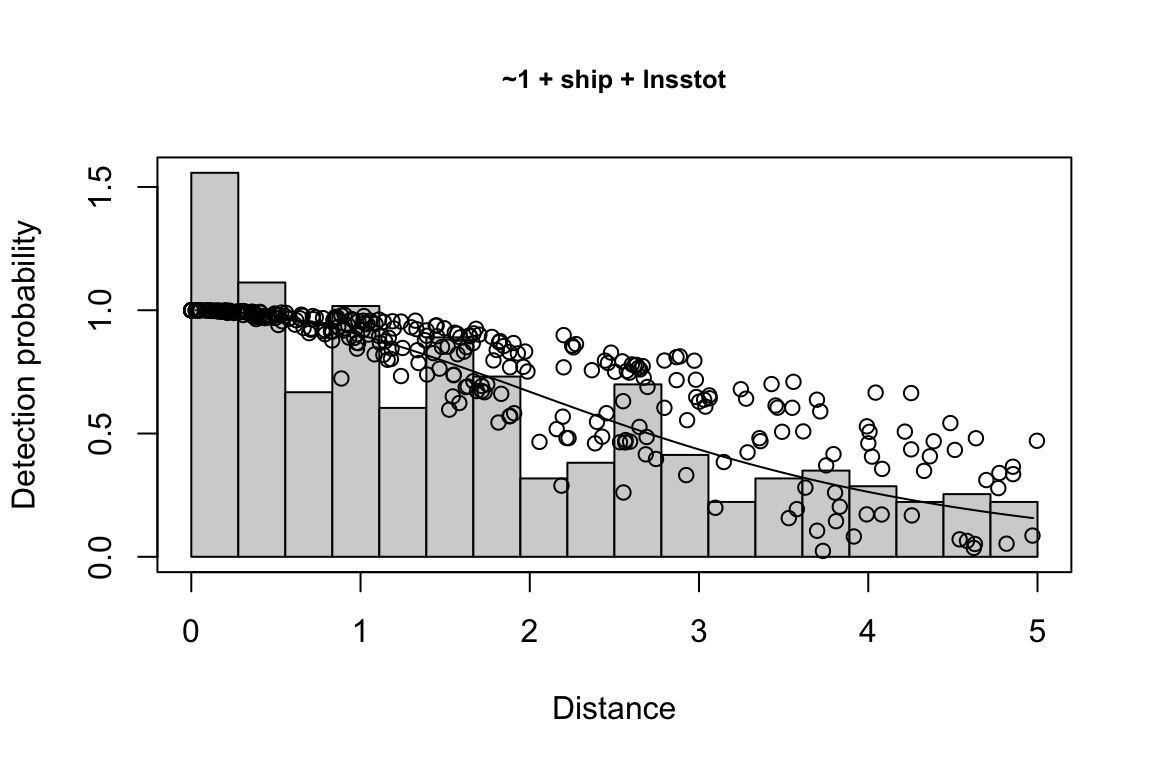 ~1 + ship + lnsstot
Detection probability
1.5
1.0
0.5
0.0
0 1 2 3 4 5
Distance